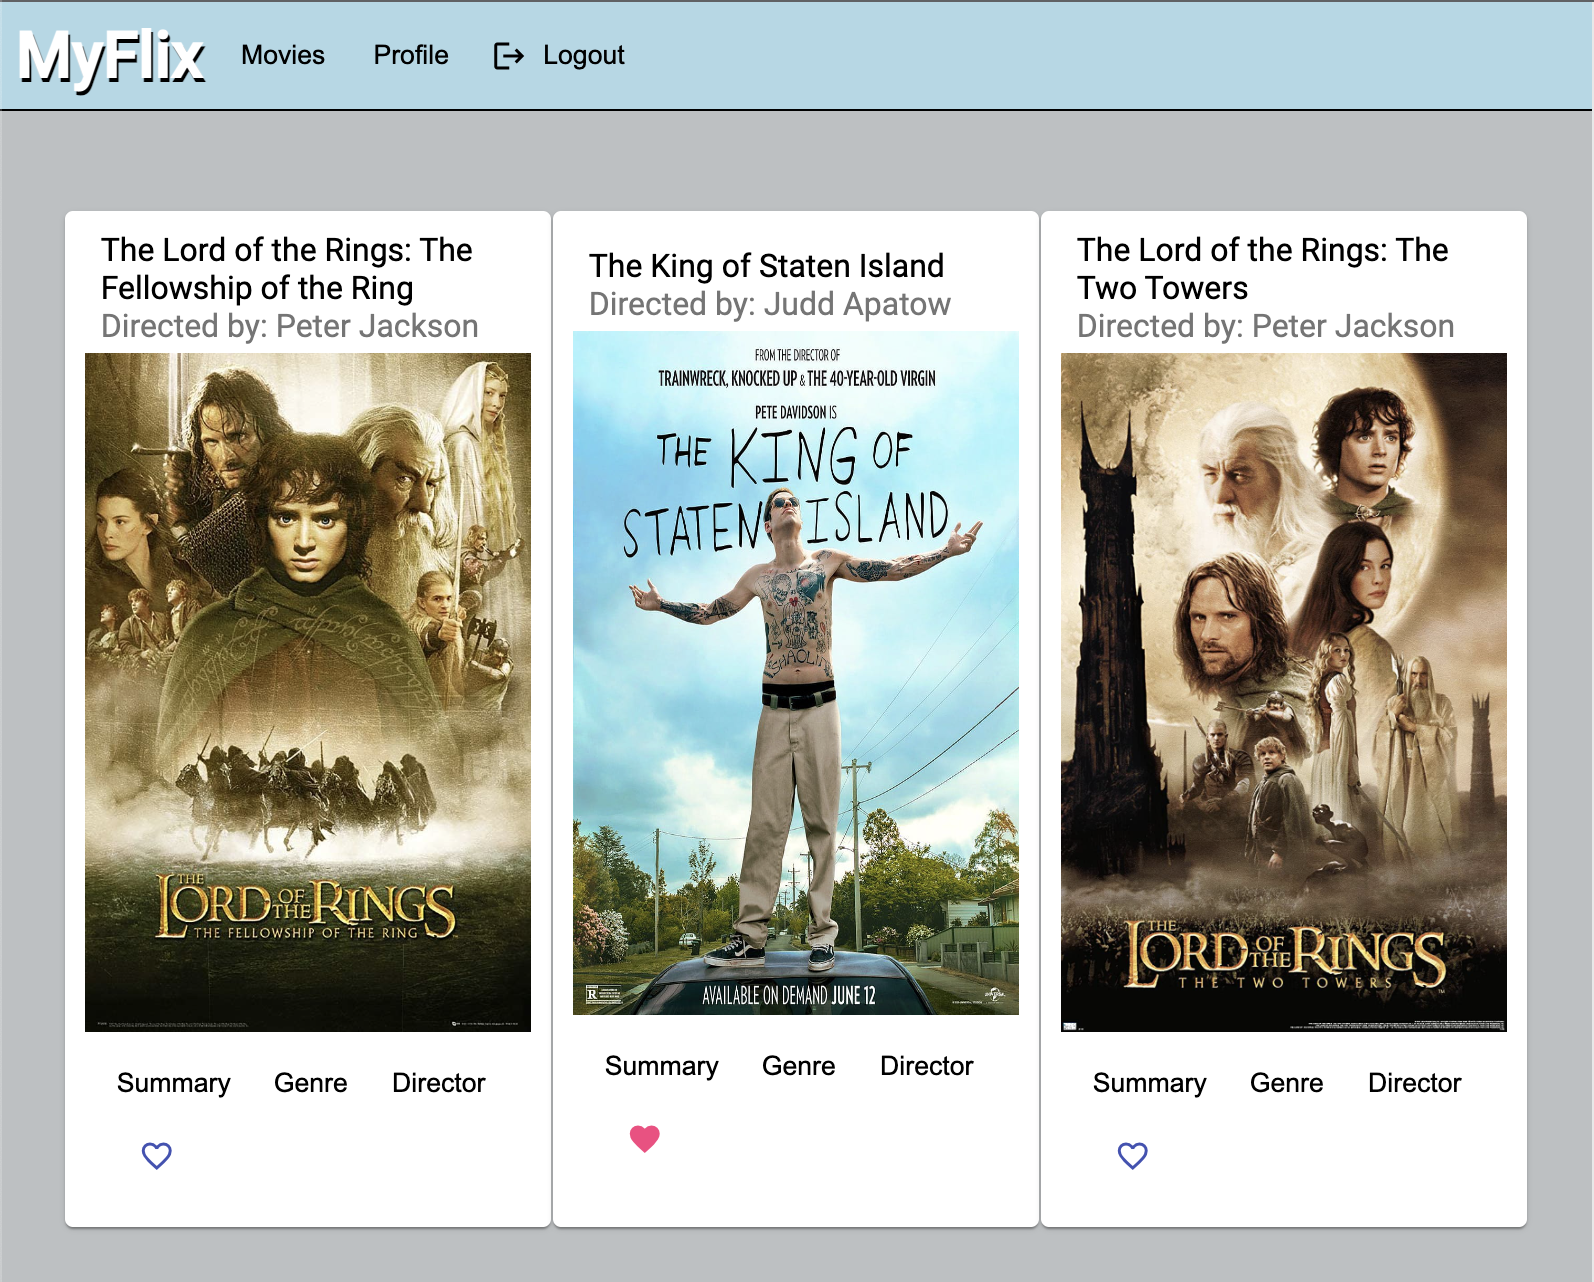 MyFlix
Movies
Profile
Logout
The Lord of the Rings: The
Fellowship of the Ring
Directed by: Peter Jackson
THE
LORD OF THE RINGS
THE FELLOWSHIP OF THE RING
Summary
Genre
Director
The King of Staten Island
Directed by: Judd Apatow
FROM THE DIRECTOR OF
TRAINWRECK, KNOCKED UP & THE 40-YEAR-OLD VIRGIN
PETE DAVIDSON IS
THE KING OF
STATEN ISLAND
SHAOLIN
R
AVAILABLE ON DEMAND JUNE 12
Summary
Genre
Director
The Lord of the Rings: The
Two Towers
Directed by: Peter Jackson
THE
LORD OF THE RINGS
THE TWO TOWERS
Summary
Genre
Director